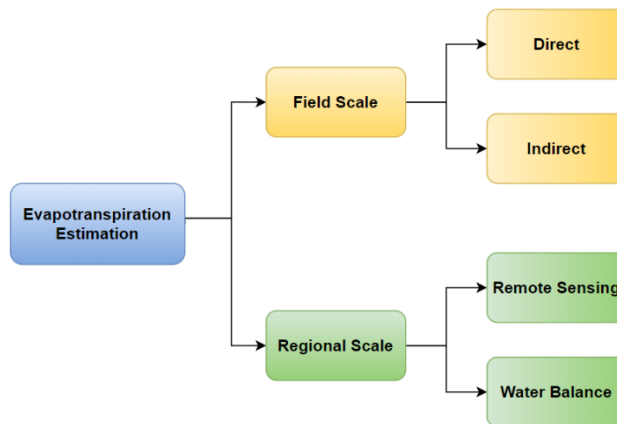 Direct
Field Scale
Indirect
Evapotranspiration
Estimation
Remote Sensing
Regional Scale
Water Balance